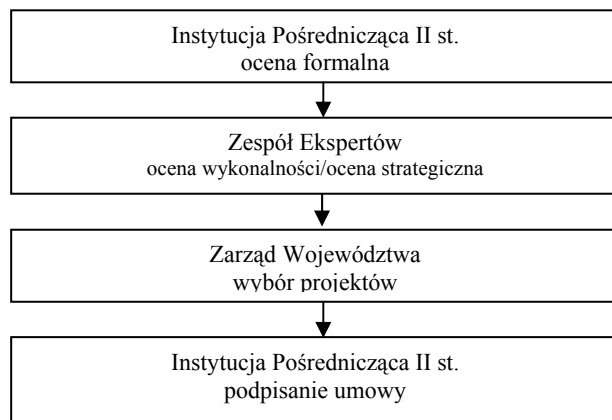 Instytucja Pośrednicząca II st.
ocena formalna
Zespół Ekspertów
ocena wykonalności/ocena strategiczna
Zarząd Województwa
wybór projektów
Instytucja Pośrednicząca II st.
podpisanie umowy